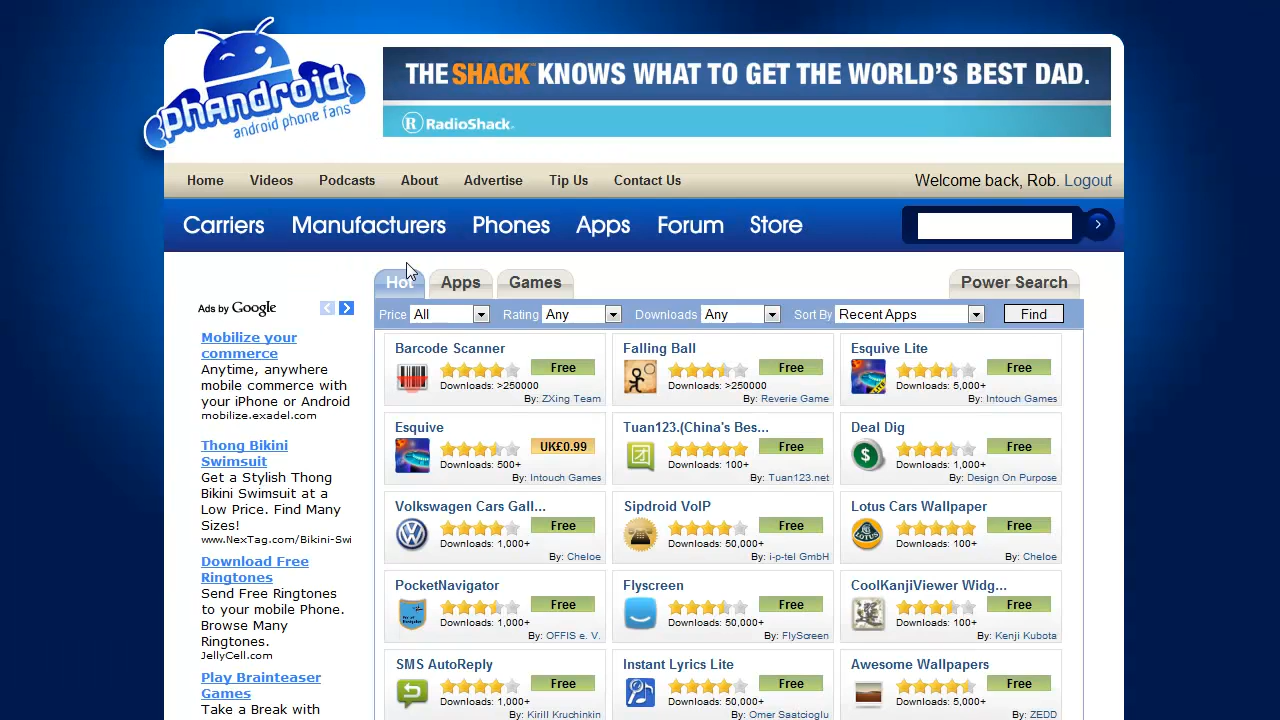 phandroid
android phone fans
THE SHACK KNOWS WHAT TO GET THE WORLD'S BEST DAD.
R RadioShack.
Home Videos Podcasts About Advertise Tip Us Contact Us
Welcome back, Rob. Logout
Carriers Manufacturers Phones Apps Forum Store
Hot Apps Games Power Search
Price All Rating Any Downloads Any Sort By Recent Apps Find
Ads by Google
Mobilize your
commerce
Anytime, anywhere
mobile commerce with
your iPhone or Android
mobilize.exadel.com
Thong Bikini
Swimsuit
Get a Stylish Thong
Bikini Swimsuit at a
Low Price. Find Many
Sizes!
www.NexTag.com/Bikini-Swi
Download Free
Ringtones
Send Free Ringtones
to your mobile Phone.
Browse Many
Ringtones.
JellyCell.com
Play Brainteaser
Games
Take a Break with
Barcode Scanner
Free
Downloads: >250000
By: ZXing Team
Falling Ball
Free
Downloads: >250000
By: Reverie Game
Esquive Lite
Free
Downloads: 5,000+
By: Intouch Games
Esquive
UK£0.99
Downloads: 500+
By: Intouch Games
Tuan123.(China's Bes...
Free
Downloads: 100+
By: Tuan123.net
Deal Dig
Free
Downloads: 1,000+
By: Design On Purpose
Volkswagen Cars Gall...
Free
Downloads: 1,000+
By: Cheloe
Sipdroid VoIP
Free
Downloads: 50,000+
By: i-p-tel GmbH
Lotus Cars Wallpaper
Free
Downloads: 100+
By: Cheloe
PocketNavigator
Free
Downloads: 1,000+
By: OFFIS e. V.
Flyscreen
Free
Downloads: 50,000+
By: FlyScreen
CoolKanjiViewer Widg...
Free
Downloads: 100+
By: Kenji Kubota
SMS AutoReply
Free
Downloads: 1,000+
By: Kirill Kruchinkin
Instant Lyrics Lite
Free
Downloads: 50,000+
By: Omer Saatcioglu
Awesome Wallpapers
Free
Downloads: 5,000+
By: ZEDD